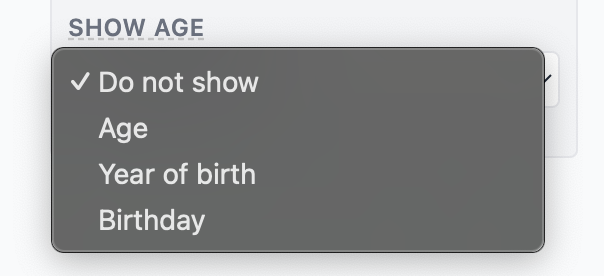 SHOW AGE
✓ Do not show
Age
Year of birth
Birthday